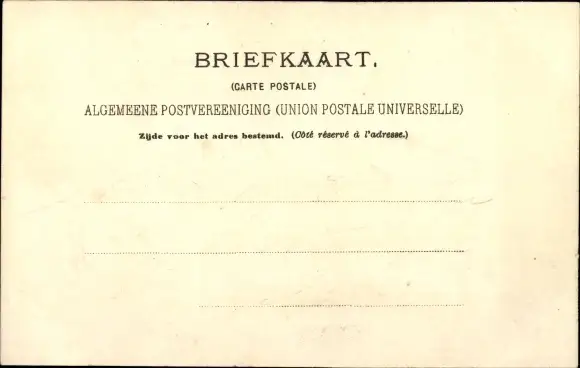 BRIEFKAART.
(CARTE POSTALE)
ALGEMEENE POSTVEREENIGING (UNION POSTALE UNIVERSELLE)
Zijde voor het adres bestemd. (Côté réservé à l'adresse.)